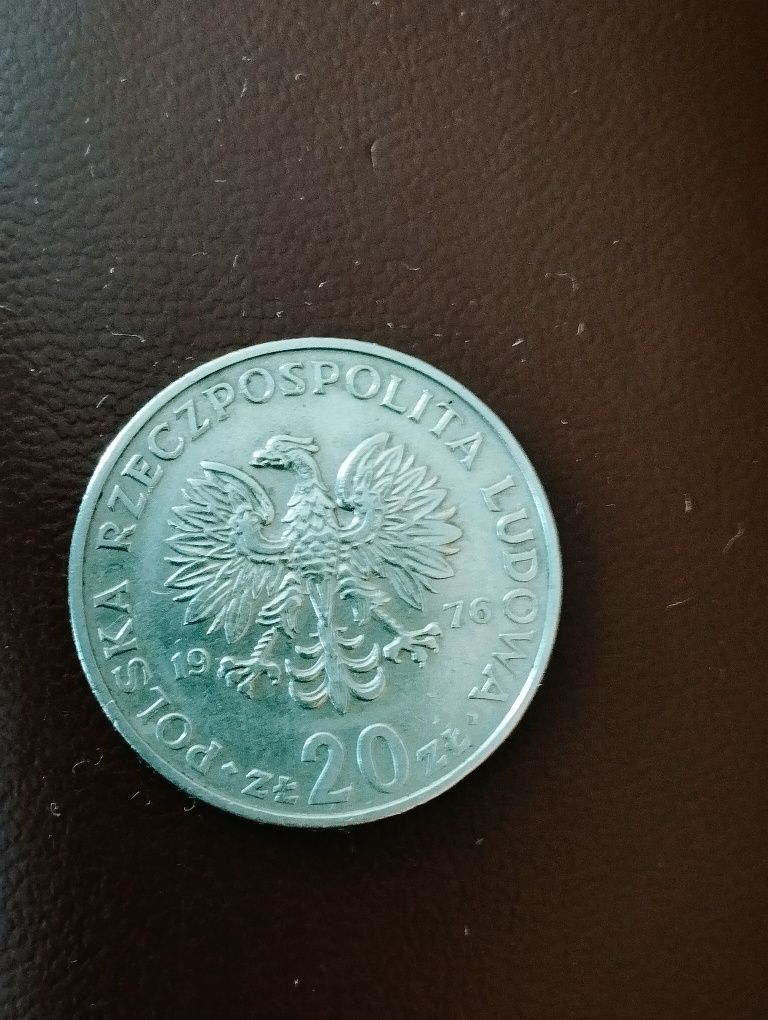 POLSKA RZECZPOSPOLITA LUDOWA
19 76
ZŁ 20 ZŁ